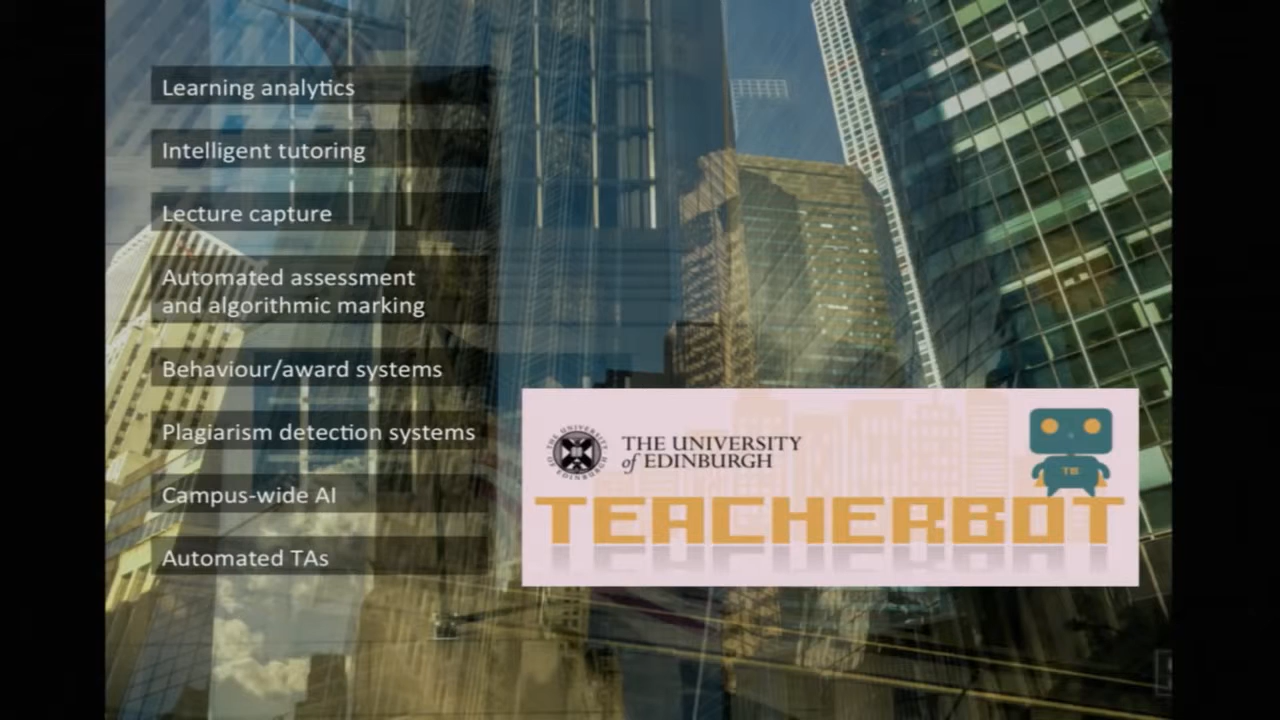 Learning analytics
Intelligent tutoring
Lecture capture
Automated assessment
and algorithmic marking
Behaviour/award systems
Plagiarism detection systems
Campus-wide AI
Automated TAs
THE UNIVERSITY
of EDINBURGH
TEACHERBOT